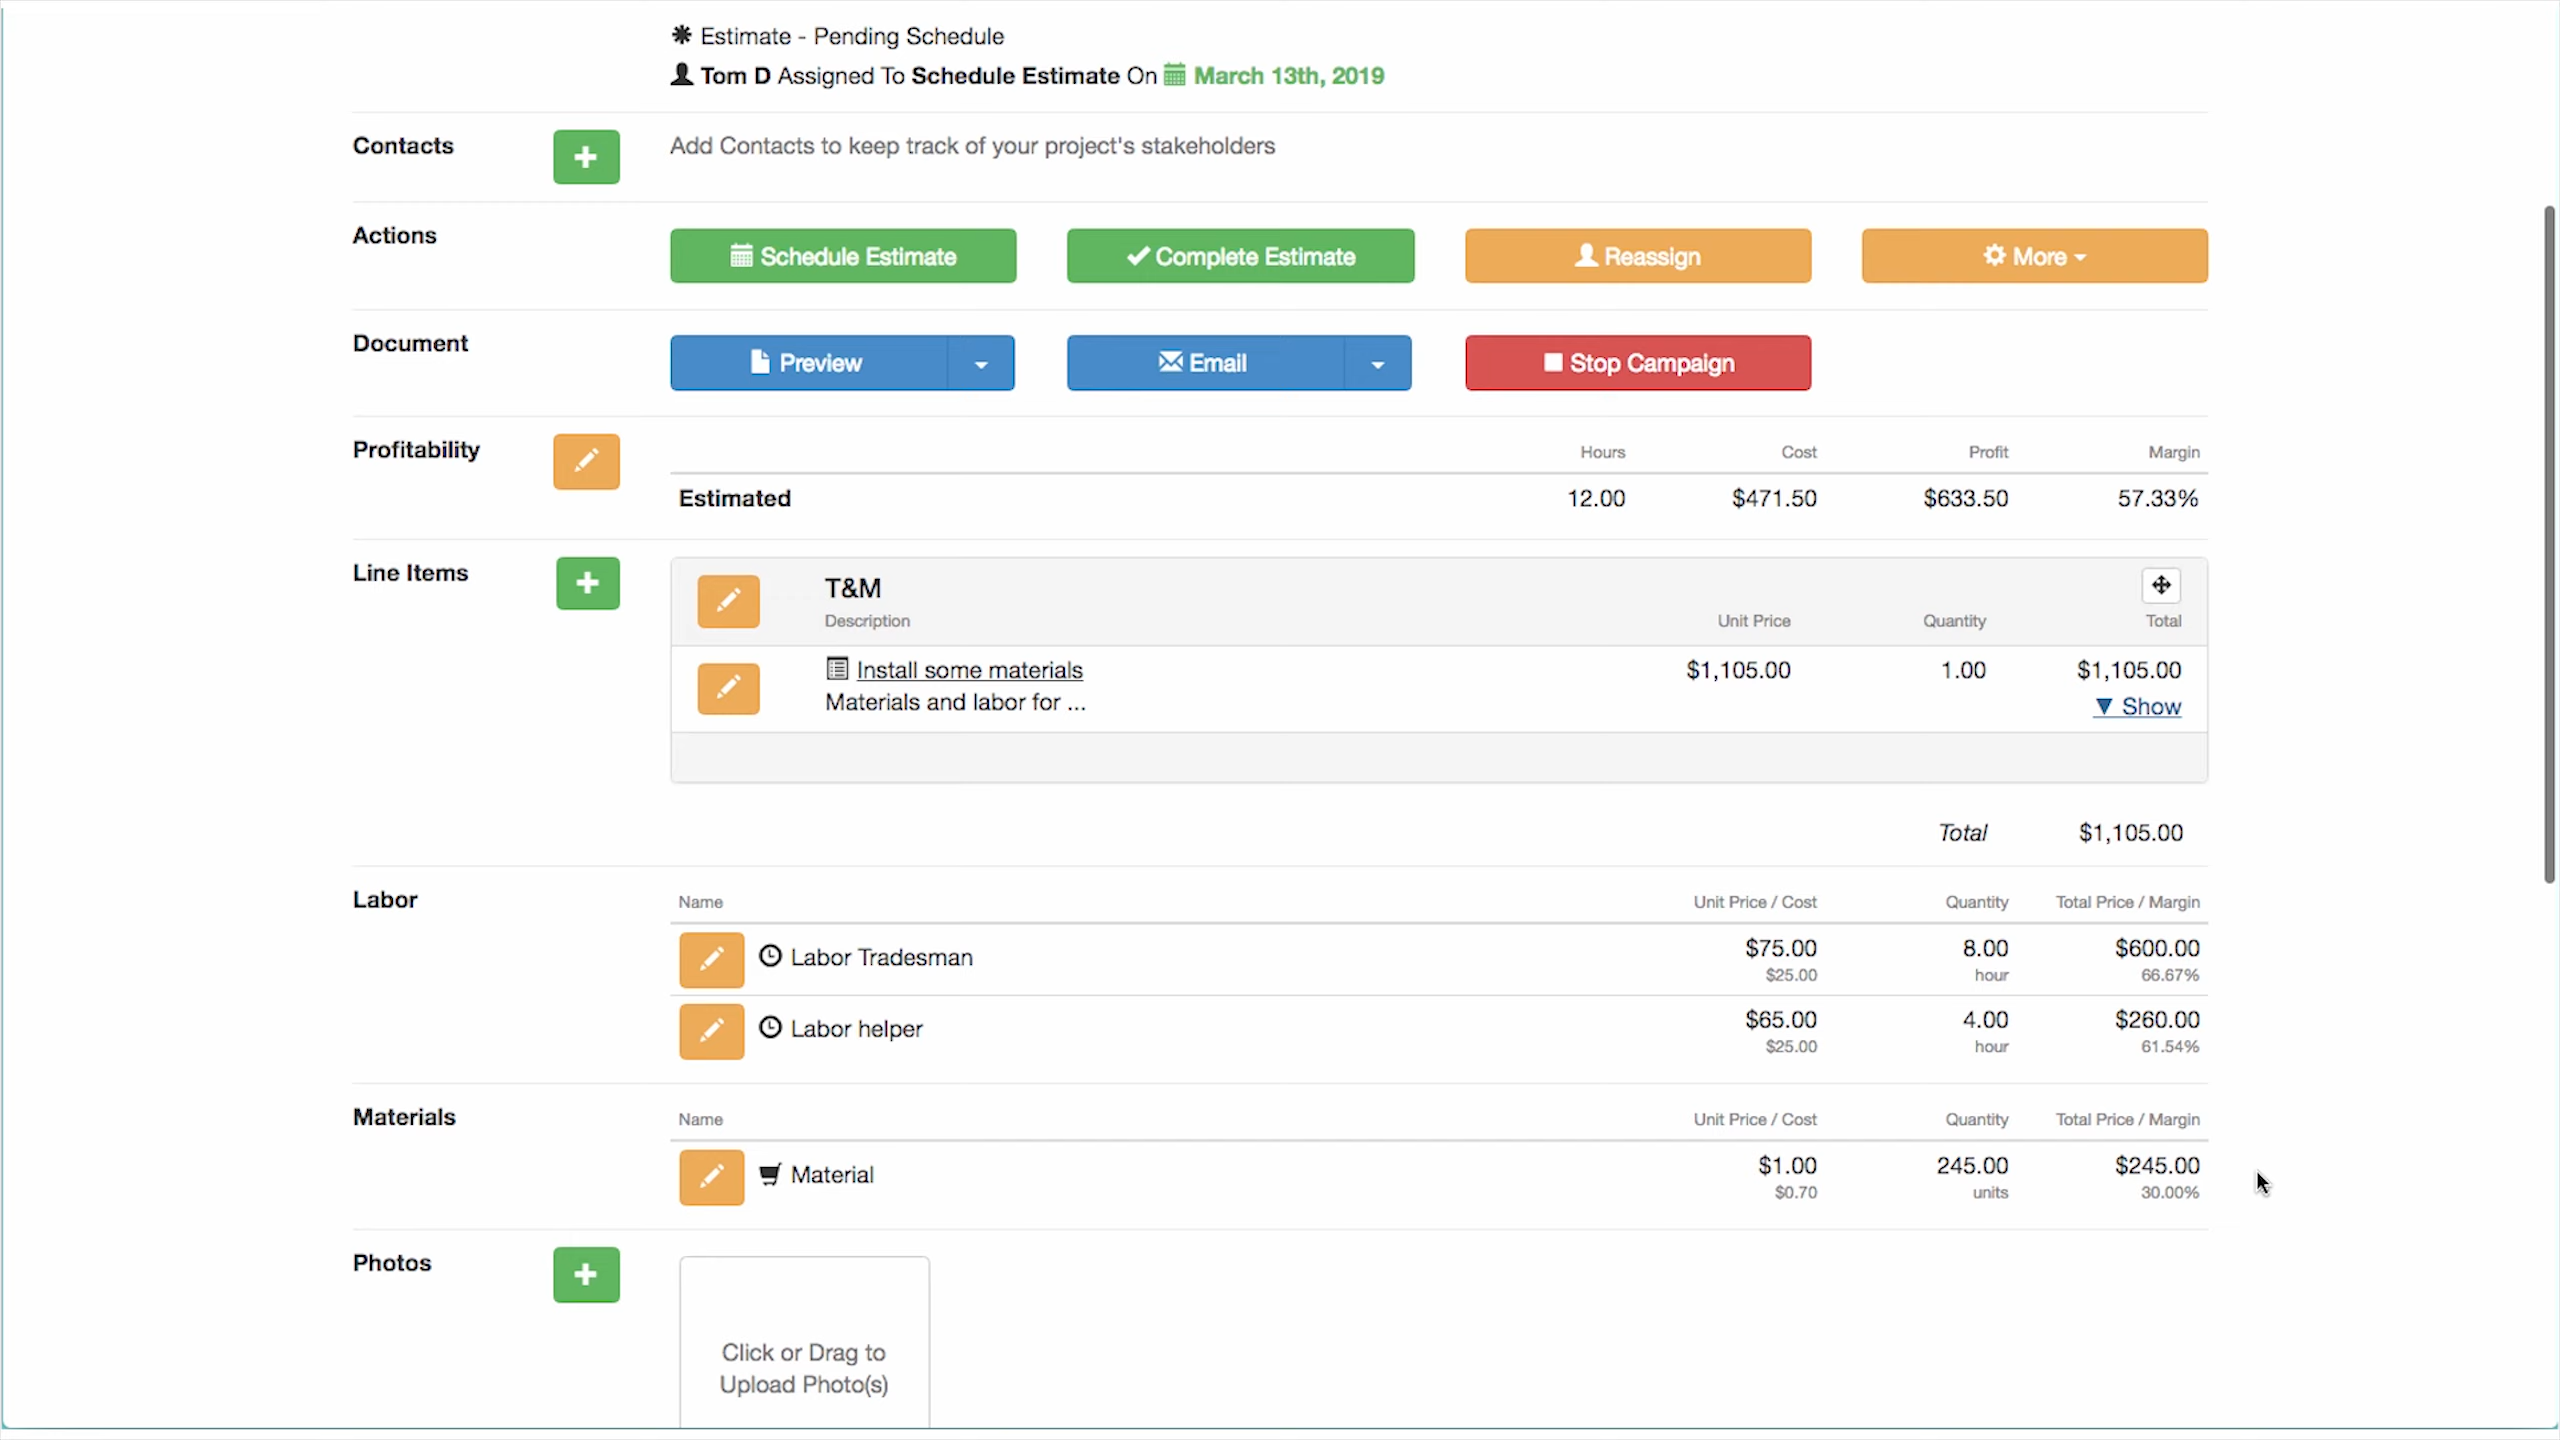 Estimate - Pending Schedule
Tom D Assigned To Schedule Estimate On March 13th, 2019
Contacts
Add Contacts to keep track of your project's stakeholders
Actions
Schedule Estimate
Complete Estimate
Reassign
More
Document
Preview
Email
Stop Campaign
Profitability
Hours Cost Profit Margin
Estimated 12.00 $471.50 $633.50 57.33%
Line Items
T&M
Description Unit Price Quantity Total
Install some materials $1,105.00 1.00 $1,105.00
Materials and labor for ... ▼ Show
Total $1,105.00
Labor
Name Unit Price / Cost Quantity Total Price / Margin
Labor Tradesman $75.00 8.00 $600.00
$25.00 hour 66.67%
Labor helper $65.00 4.00 $260.00
$25.00 hour 61.54%
Materials
Name Unit Price / Cost Quantity Total Price / Margin
Material $1.00 245.00 $245.00
$0.70 units 30.00%
Photos
Click or Drag to
Upload Photo(s)